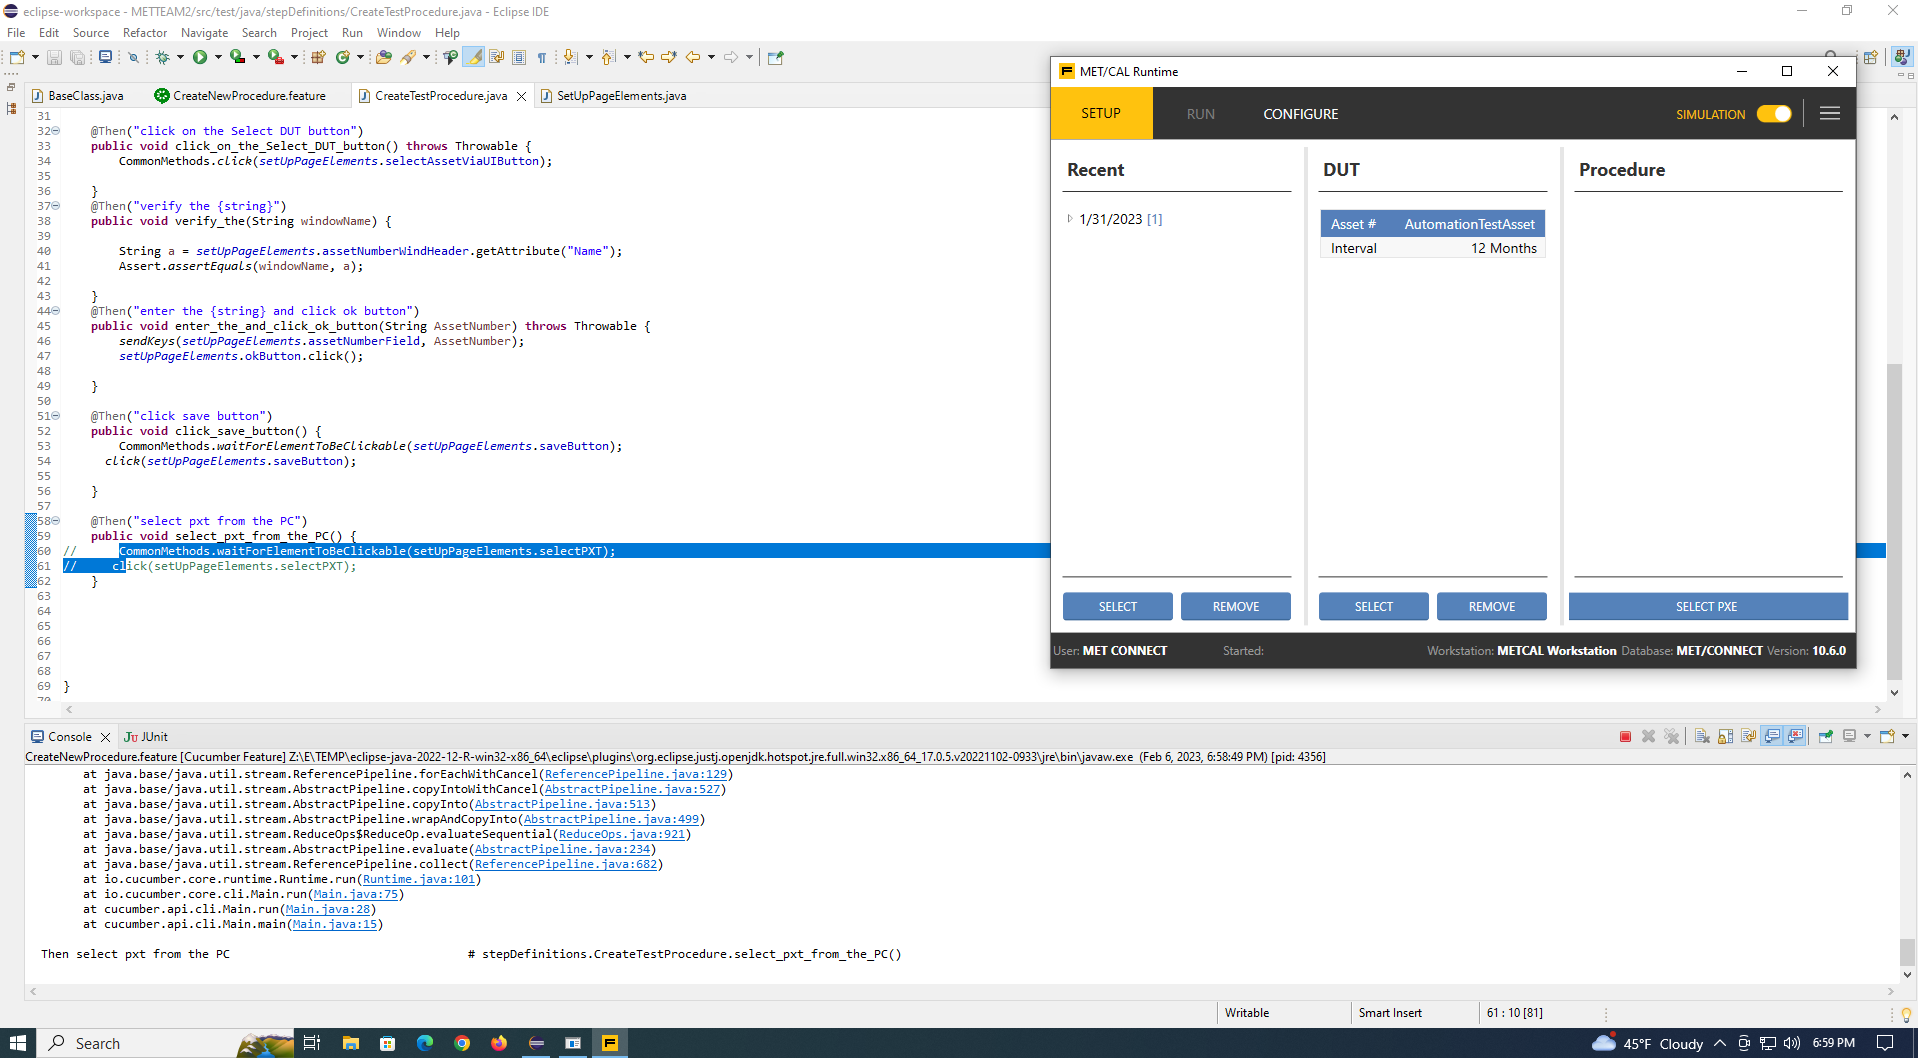 eclipse-workspace - METTEAM2/src/test/java/stepDefinitions/CreateTestProcedure.java - Eclipse IDE
File Edit Source Refactor Navigate Search Project Run Window Help
BaseClass.java CreateNewProcedure.feature CreateTestProcedure.java SetUpPageElements.java
31
32 @Then("click on the Select DUT button")
33 public void click_on_the_Select_DUT_button() throws Throwable {
34 CommonMethods.click(setUpPageElements.selectAssetViaUIButton);
35
36 }
37 @Then("verify the {string}")
38 public void verify_the(String windowName) {
39
40 String a = setUpPageElements.assetNumberWindHeader.getAttribute("Name");
41 Assert.assertEquals(windowName, a);
42
43 }
44 @Then("enter the {string} and click ok button")
45 public void enter_the_and_click_ok_button(String AssetNumber) throws Throwable {
46 sendKeys(setUpPageElements.assetNumberField, AssetNumber);
47 setUpPageElements.okButton.click();
48
49 }
50
51 @Then("click save button")
52 public void click_save_button() {
53 CommonMethods.waitForElementToBeClickable(setUpPageElements.saveButton);
54 click(setUpPageElements.saveButton);
55
56 }
57
58 @Then("select pxt from the PC")
59 public void select_pxt_from_the_PC() {
60 // CommonMethods.waitForElementToBeClickable(setUpPageElements.selectPXT);
61 // click(setUpPageElements.selectPXT);
62 }
63
64
65
66
67
68
69 }
70
MET/CAL Runtime
SETUP RUN CONFIGURE SIMULATION
Recent DUT Procedure
1/31/2023 [1]
Asset # AutomationTestAsset
Interval 12 Months
SELECT REMOVE SELECT REMOVE SELECT PXE
User: MET CONNECT Started: Workstation: METCAL Workstation Database: MET/CONNECT Version: 10.6.0
Console JUnit
CreateNewProcedure.feature [Cucumber Feature] Z:\E\TEMP\eclipse-java-2022-12-R-win32-x86_64\eclipse\plugins\org.eclipse.justj.openjdk.hotspot.jre.full.win32.x86_64_17.0.5.v20221102-0933\jre\bin\javaw.exe (Feb 6, 2023, 6:58:49 PM) [pid: 4356]
at java.base/java.util.stream.ReferencePipeline.forEachWithCancel(ReferencePipeline.java:129)
at java.base/java.util.stream.AbstractPipeline.copyIntoWithCancel(AbstractPipeline.java:527)
at java.base/java.util.stream.AbstractPipeline.copyInto(AbstractPipeline.java:513)
at java.base/java.util.stream.AbstractPipeline.wrapAndCopyInto(AbstractPipeline.java:499)
at java.base/java.util.stream.ReduceOps$ReduceOp.evaluateSequential(ReduceOps.java:921)
at java.base/java.util.stream.AbstractPipeline.evaluate(AbstractPipeline.java:234)
at java.base/java.util.stream.ReferencePipeline.collect(ReferencePipeline.java:682)
at io.cucumber.core.runtime.Runtime.run(Runtime.java:101)
at io.cucumber.core.cli.Main.run(Main.java:75)
at cucumber.api.cli.Main.run(Main.java:28)
at cucumber.api.cli.Main.main(Main.java:15)
Then select pxt from the PC # stepDefinitions.CreateTestProcedure.select_pxt_from_the_PC()
Writable Smart Insert 61 : 10 [81]
Search 45°F Cloudy 6:59 PM